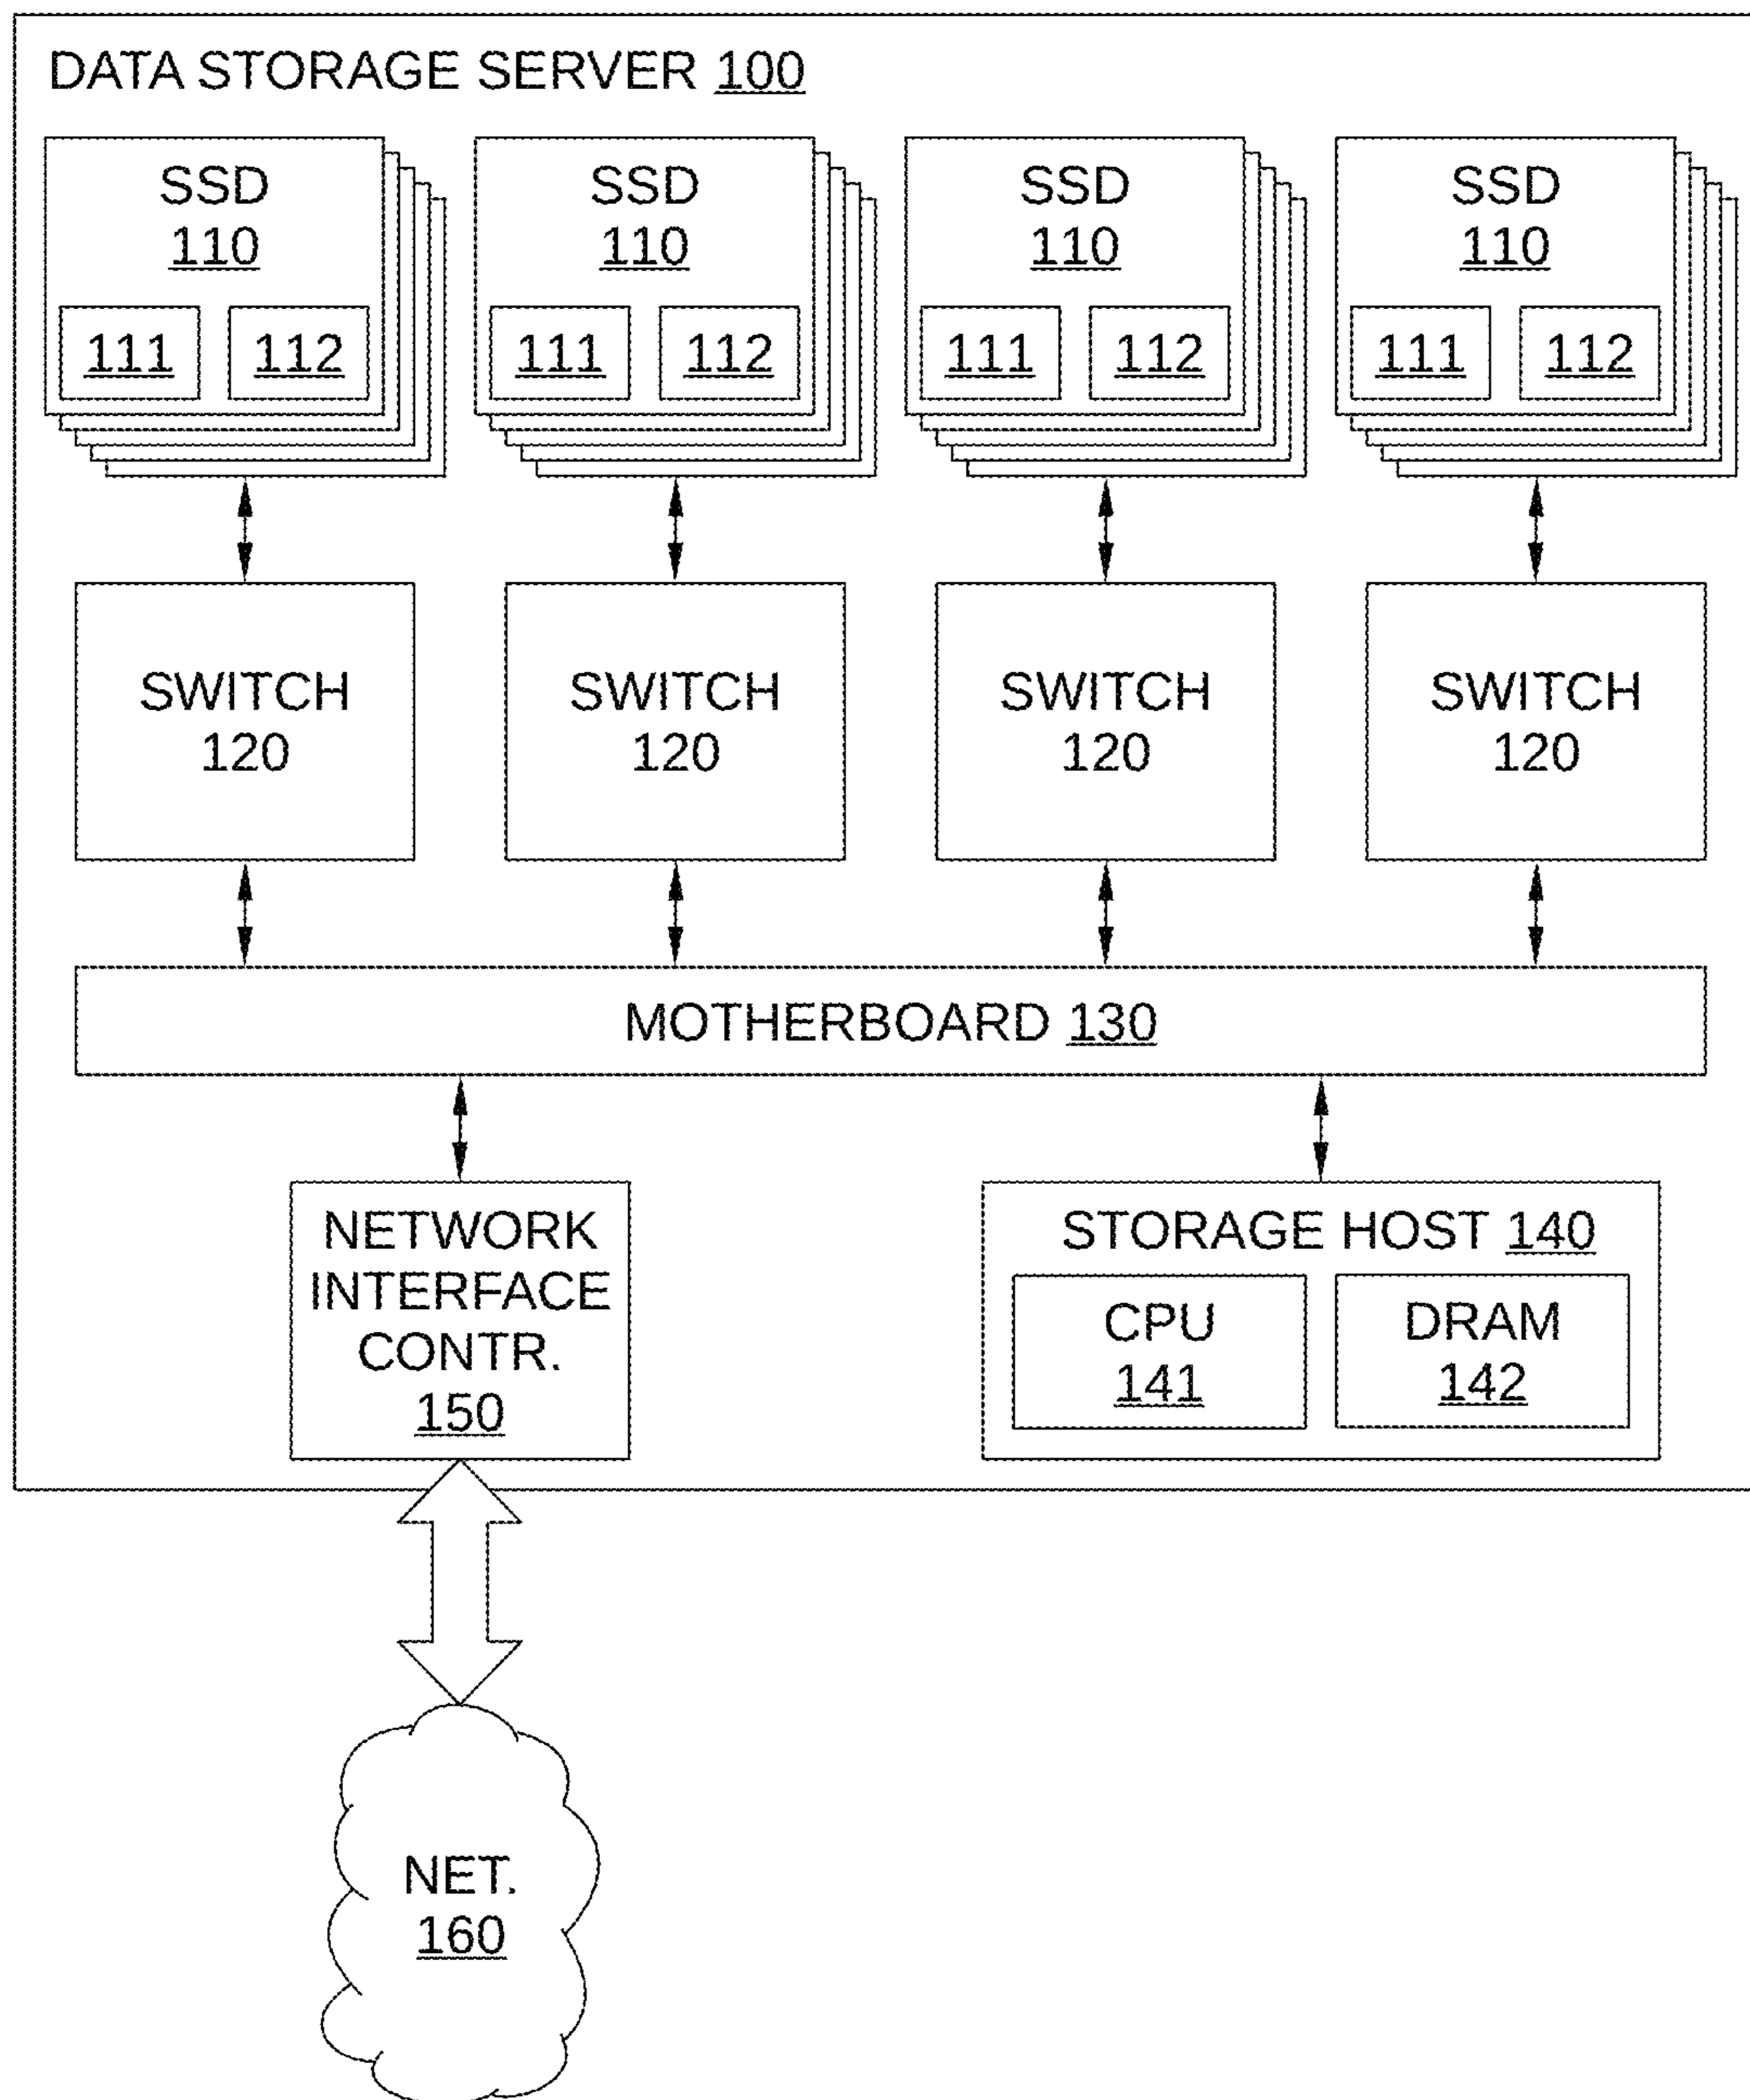 DATA STORAGE SERVER 100
SSD
110
111 112
SSD
110
111 112
SSD
110
111 112
SSD
110
111 112
SWITCH
120
SWITCH
120
SWITCH
120
SWITCH
120
MOTHERBOARD 130
NETWORK
INTERFACE
CONTR.
150
STORAGE HOST 140
CPU
141
DRAM
142
NET.
160